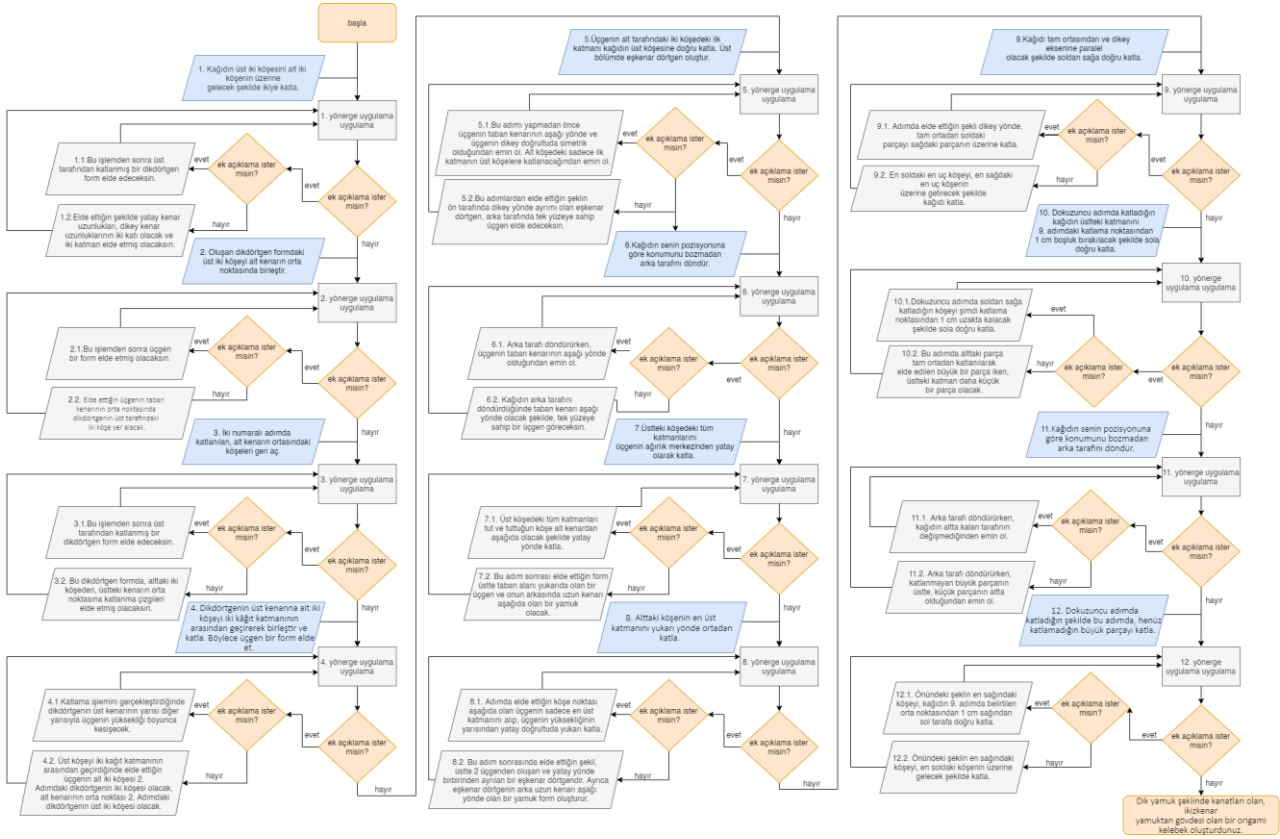 başla
1. Kağıdın üst iki köşesini alt iki
köşenin üzerine
gelecek şekilde ikiye katla.
1. yönerge uygulama
uygulama
ek açıklama ister
misin?
evet
1.1.Bu işlemden sonra üst
tarafından katlanmış bir dikdörtgen
form elde edeceksin.
ek açıklama ister
misin?
evet
hayır
1.2.Elde ettiğin şekilde yatay kenar
uzunlukları, dikey kenar
uzunluklarının iki katı olacak ve
iki katman elde etmiş olacaksın.
hayır
2. Oluşan dikdörtgen formdaki
üst iki köşeyi alt kenarın orta
noktasında birleştir.
2. yönerge uygulama
uygulama
ek açıklama ister
misin?
evet
2.1.Bu işlemden sonra üçgen
bir form elde etmiş olacaksın.
ek açıklama ister
misin?
evet
hayır
2.2. Elde ettiğin üçgenin taban
kenarının orta noktasında
dikdörtgenin üst tarafındaki
iki köşe yer alacak.
hayır
3. İki numaralı adımda
katlanılan, alt kenarın ortasındaki
köşeleri geri aç.
3. yönerge uygulama
uygulama
ek açıklama ister
misin?
evet
3.1.Bu işlemden sonra üst
tarafından katlanmış bir
dikdörtgen form elde edeceksin.
ek açıklama ister
misin?
evet
hayır
3.2. Bu dikdörtgen formda, alttaki iki
köşeden, üstteki kenarın orta
noktasına katlanma çizgileri
elde etmiş olacaksın.
hayır
4. Dikdörtgenin üst kenarına ait iki
köşeyi iki kâğıt katmanının
arasından geçirerek birleştir ve
katla. Böylece üçgen bir form elde
et.
4. yönerge uygulama
uygulama
ek açıklama ister
misin?
evet
4.1.Katlama işlemini gerçekleştirdiğinde
dikdörtgenin üst kenarının yarısı diğer
yarısıyla üçgenin yüksekliği boyunca
kesişecek.
ek açıklama ister
misin?
evet
hayır
4.2. Üst köşeyi iki kağıt katmanının
arasından geçirdiğinde elde ettiğin
üçgenin alt iki köşesi 2.
Adımdaki dikdörtgenin iki köşesi olacak,
alt kenarının orta noktası 2. Adımdaki
dikdörtgenin üst iki köşesi olacak.
hayır
5.Üçgenin alt tarafındaki iki köşedeki ilk
katmanı kağıdın üst köşesine doğru katla. Üst
bölümde eşkenar dörtgen oluştur.
5. yönerge uygulama
uygulama
5.1.Bu adımı yapmadan önce
üçgenin taban kenarının aşağı yönde ve
üçgenin dikey doğrultuda simetrik
olduğundan emin ol. Alt köşedeki sadece ilk
katmanın üst köşelere katlanacağından emin ol.
evet
ek açıklama ister
misin?
evet
ek açıklama ister
misin?
5.2.Bu adımlardan elde ettiğin şeklin
ön tarafında dikey yönde ayrımı olan eşkenar
dörtgen, arka tarafında tek yüzeye sahip
üçgen elde edeceksin.
hayır
hayır
6.Kağıdın senin pozisyonuna
göre konumunu bozmadan
arka tarafını döndür.
6. yönerge uygulama
uygulama
6.1. Arka tarafı döndürürken,
üçgenin taban kenarının aşağı yönde
olduğundan emin ol.
evet
ek açıklama ister
misin?
evet
ek açıklama ister
misin?
6.2. Kağıdın arka tarafını
döndürdüğünde taban kenarı aşağı
yönde olacak şekilde, tek yüzeye
sahip bir üçgen göreceksin.
hayır
hayır
7.Üstteki köşedeki tüm
katmanlarını
üçgenin ağırlık merkezinden yatay
olarak katla.
7. yönerge uygulama
uygulama
7.1. Üst köşedeki tüm katmanları
tut ve tuttuğun köşe alt kenardan
aşağıda olacak şekilde yatay
yönde katla.
evet
ek açıklama ister
misin?
evet
ek açıklama ister
misin?
7.2. Bu adım sonrası elde ettiğin form
üstte taban alanı yukarıda olan bir
üçgen ve onun arkasında uzun kenarı
aşağıda olan bir yamuk
olacak.
hayır
hayır
8. Alttaki köşenin en üst
katmanını yukarı yönde ortadan
katla.
8. yönerge uygulama
uygulama
8.1. Adımda elde ettiğin köşe noktası
aşağıda olan üçgenin sadece en üst
katmanını alıp, üçgenin yüksekliğinin
yarısından yatay doğrultuda yukarı katla.
evet
ek açıklama ister
misin?
evet
ek açıklama ister
misin?
8.2. Bu adım sonrasında elde ettiğin şekil,
üstte 2 üçgenden oluşan ve yatay yönde
birbirinden ayrılan bir eşkenar dörtgendir. Ayrıca
eşkenar dörtgenin arka uzun kenarı aşağı
yönde olan bir yamuk form oluşturur.
hayır
hayır
9.Kağıdı tam ortasından ve dikey
eksenine paralel
olacak şekilde soldan sağa doğru katla.
9. yönerge uygulama
uygulama
9.1. Adımda elde ettiğin şekli dikey yönde,
tam ortadan soldaki
parçayı sağdaki parçanın üzerine katla.
evet
ek açıklama ister
misin?
evet
ek açıklama ister
misin?
9.2. En soldaki en uç köşeyi, en sağdaki
en uç köşenin
üzerine getirecek şekilde
kağıdı katla.
hayır
hayır
10. Dokuzuncu adımda katladığın
kağıdın üstteki katmanını
9. adımdaki katlama noktasından
1 cm boşluk bırakılacak şekilde sola
doğru katla.
10. yönerge
uygulama uygulama
10.1.Dokuzuncu adımda soldan sağa
katladığın köşeyi şimdi katlama
noktasından 1 cm uzakta kalacak
şekilde sola doğru katla.
evet
10.2. Bu adımda alttaki parça
tam ortadan katlanılarak
elde edilen büyük bir parça iken,
üstteki katman daha küçük
bir parça olacak.
hayır
ek açıklama ister
misin?
evet
ek açıklama ister
misin?
hayır
11.Kağıdın senin pozisyonuna
göre konumunu bozmadan
arka tarafını döndür.
11. yönerge uygulama
uygulama
11.1. Arka tarafı döndürürken,
kağıdın altta kalan tarafının
değişmediğinden emin ol.
evet
ek açıklama ister
misin?
evet
ek açıklama ister
misin?
11.2. Arka tarafı döndürürken,
katlanmayan büyük parçanın
üstte, küçük parçanın altta
olduğundan emin ol.
hayır
hayır
12. Dokuzuncu adımda
katladığın şekilde bu adımda, henüz
katlamadığın büyük parçayı katla.
12. yönerge
uygulama uygulama
12.1. Önündeki şeklin en sağındaki
köşeyi, kağıdın 9. adımda belirtilen
orta noktasından 1 cm sağından
sol tarafa doğru katla.
evet
ek açıklama ister
misin?
evet
ek açıklama ister
misin?
12.2. Önündeki şeklin en sağındaki
köşeyi, en soldaki köşenin üzerine
gelecek şekilde katla.
hayır
hayır
Dik yamuk şeklinde kanatları olan,
ikizkenar
yamuktan gövdesi olan bir origami
kelebek oluşturdunuz.